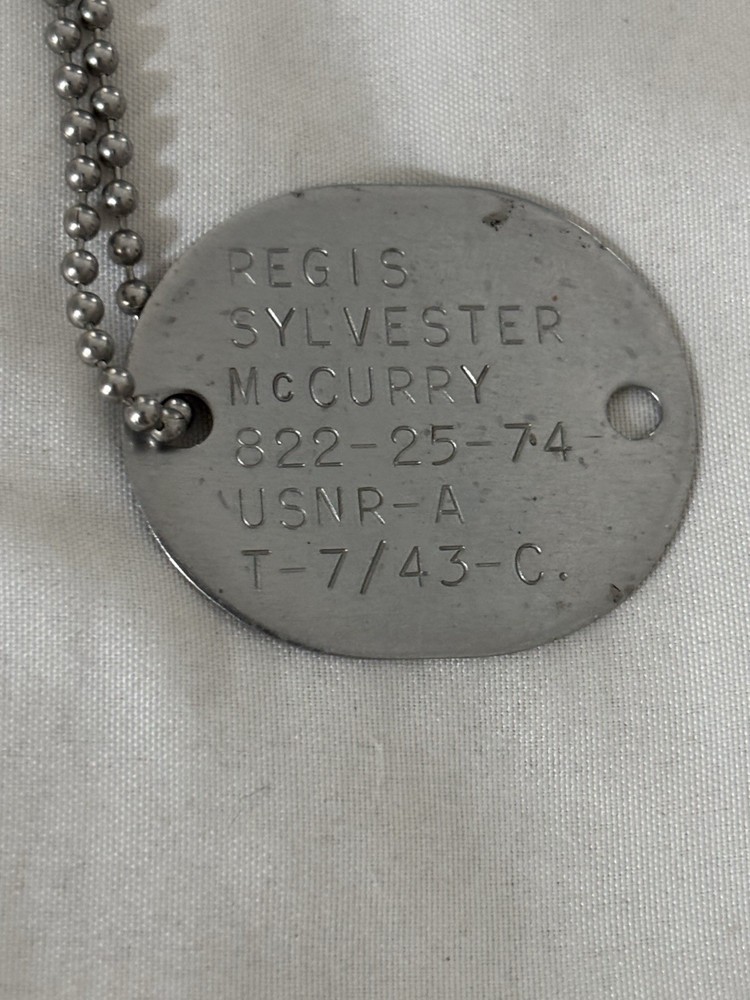 REGIS
SYLVESTER
McCURRY
822-25-74
USNR-A
T-7/43-C.